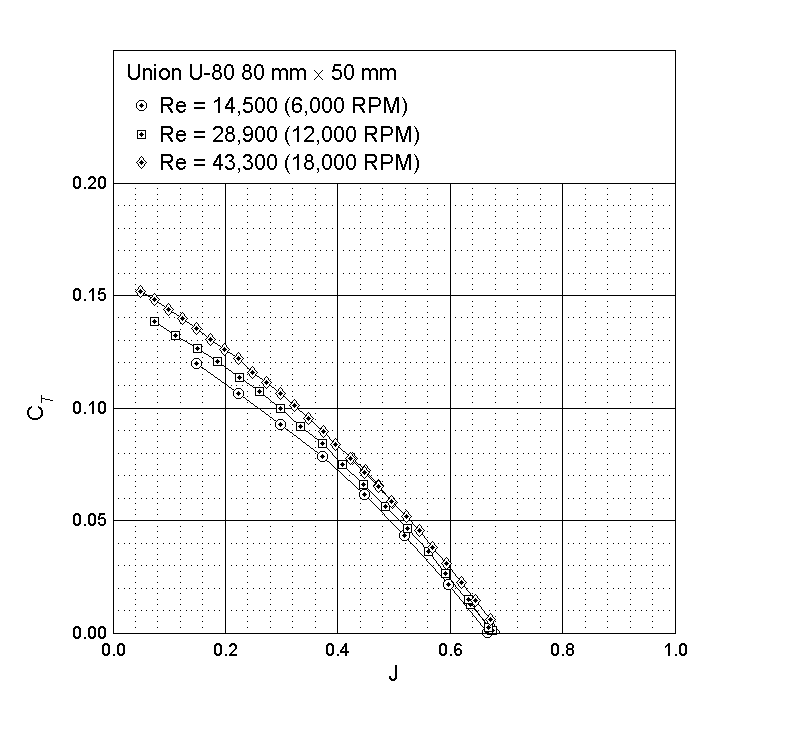 Union U-80 80 mm × 50 mm
Re = 14,500 (6,000 RPM)
Re = 28,900 (12,000 RPM)
Re = 43,300 (18,000 RPM)
0.20
0.15
0.10
0.05
0.00
C_T
0.0 0.2 0.4 0.6 0.8 1.0
J